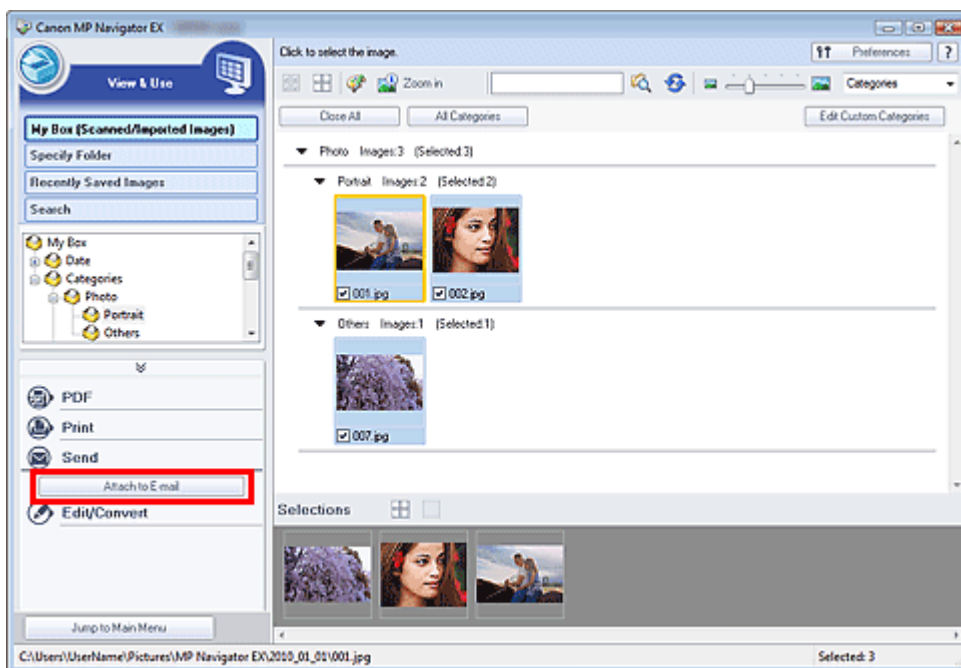 Canon MP Navigator EX
View & Use
My Box (Scanned/Imported Images)
Specify Folder
Recently Saved Images
Search
My Box
Date
Categories
Photo
Portrait
Others
PDF
Print
Send
Attach to E-mail
Edit/Convert
Jump to Main Menu
Click to select the image.
Preferences
?
Zoom in
Categories
Close All
All Categories
Edit Custom Categories
Photo Images:3 (Selected:3)
Portrait Images:2 (Selected:2)
001.jpg
002.jpg
Others Images:1 (Selected:1)
007.jpg
Selections
C:\Users\UserName\Pictures\MP Navigator EX\2010_01_01\001.jpg
Selected: 3